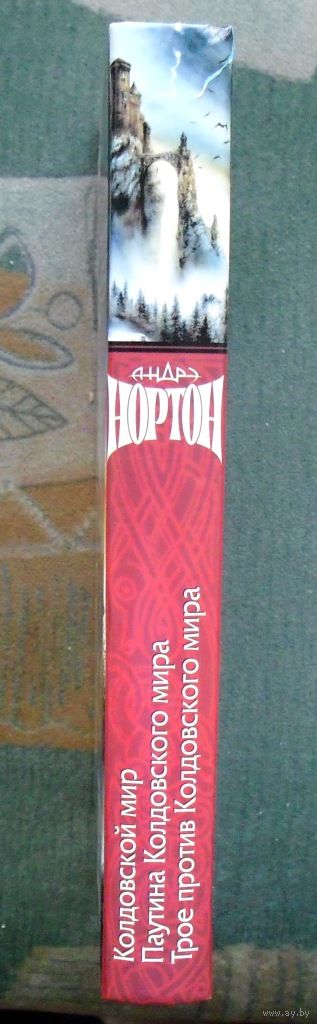 АНДРЭ
НОРТОН
Колдовской мир
Паутина Колдовского мира
Трое против Колдовского мира
www.ay.by